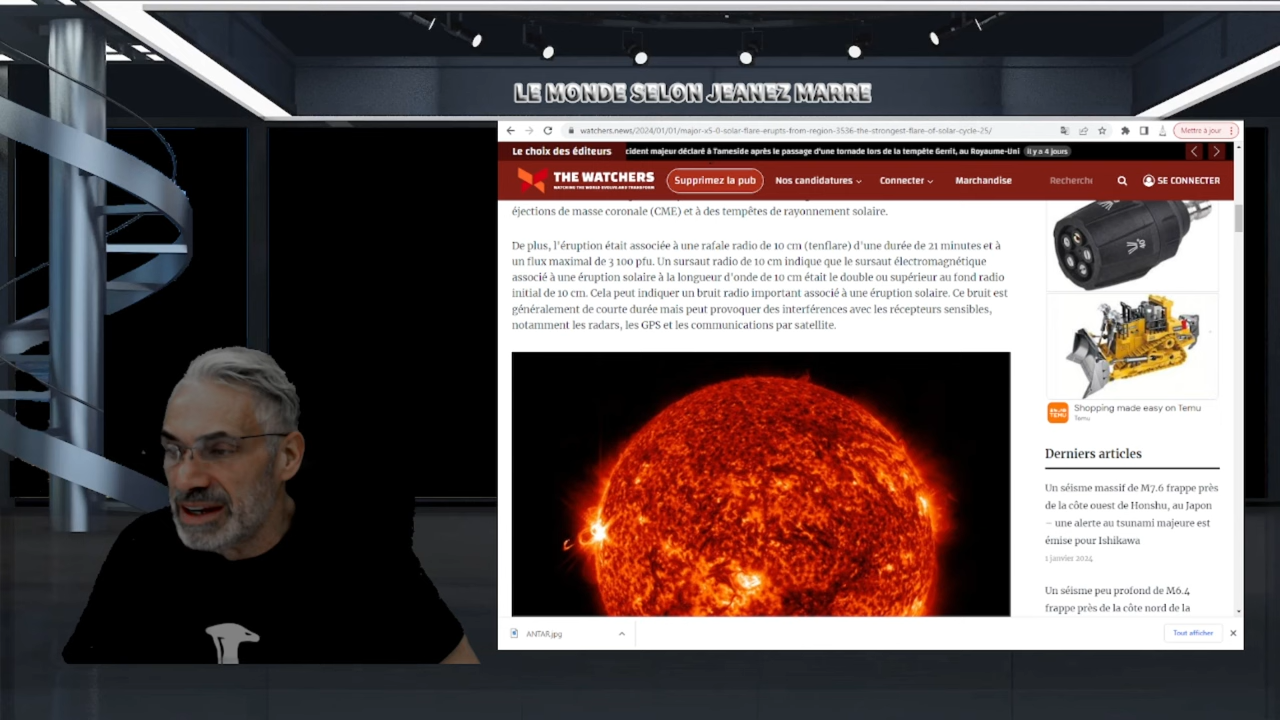 LE MONDE SELON JEANEZ MARRE
watchers.news/2024/01/01/major-x5-0-solar-flare-erupts-from-region-3536-the-strongest-flare-of-solar-cycle-25/
Mettre à jour
Le choix des éditeurs
cident majeur déclaré à Tameside après le passage d'une tornade lors de la tempête Gerrit, au Royaume-Uni
il y a 4 jours
THE WATCHERS
WATCHING THE WORLD EVOLVE AND TRANSFORM
Supprimez la pub
Nos candidatures
Connecter
Marchandise
Recherche
SE CONNECTER
éjections de masse coronale (CME) et à des tempêtes de rayonnement solaire.
De plus, l'éruption était associée à une rafale radio de 10 cm (tenflare) d'une durée de 21 minutes et à
un flux maximal de 3 100 pfu. Un sursaut radio de 10 cm indique que le sursaut électromagnétique
associé à une éruption solaire à la longueur d'onde de 10 cm était le double ou supérieur au fond radio
initial de 10 cm. Cela peut indiquer un bruit radio important associé à une éruption solaire. Ce bruit est
généralement de courte durée mais peut provoquer des interférences avec les récepteurs sensibles,
notamment les radars, les GPS et les communications par satellite.
TEMU
Shopping made easy on Temu
Temu
Derniers articles
Un séisme massif de M7.6 frappe près
de la côte ouest de Honshu, au Japon
– une alerte au tsunami majeure est
émise pour Ishikawa
1 janvier 2024
Un séisme peu profond de M6.4
frappe près de la côte nord de la
ANTAR.jpg
Tout afficher